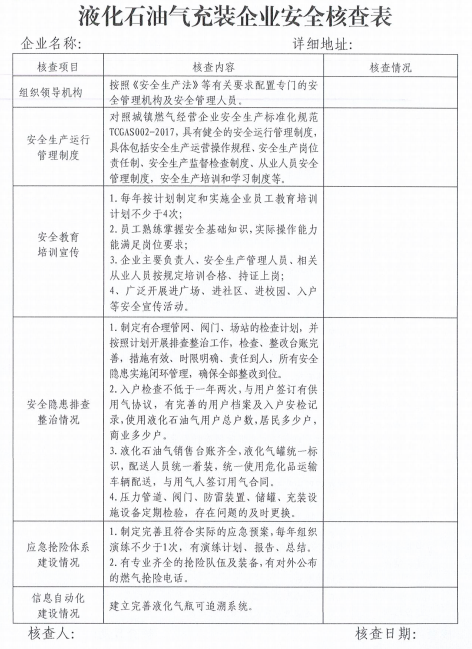 液化石油气充装企业安全核查表
企业名称: 详细地址:
核查项目 核查内容 核查情况
组织领导机构
按照《安全生产法》等有关要求配置专门的安
全管理机构及安全管理人员。
安全生产运行
管理制度
对照城镇燃气经营企业安全生产标准化规范
TCGAS002-2017,具有健全的安全运行管理制度,
具体包括安全生产运营操作规程、安全生产岗位
责任制、安全生产监督检查制度、从业人员安全
管理制度,安全生产培训和学习制度等。
安全教育
培训宣传
1.每年按计划制定和实施企业员工教育培训
计划不少于4次;
2.员工熟练掌握安全基础知识,实际操作能力
能满足岗位要求;
3.企业主要负责人、安全生产管理人员、相关
从业人员按规定培训合格、持证上岗;
4、广泛开展进广场、进社区、进校园、入户
等安全宣传活动。
安全隐患排查
整治情况
1.制定有合理管网、阀门、场站的检查计划,并
按照计划开展排查整治工作,检查、整改台账完
善,措施有效、时限明确、责任到人,所有安全
隐患实施闭环管理,确保全部整改到位。
2.入户检查不低于一年两次,与用户签订有供
用气协议,有完善的用户档案及入户安检记
录,使用液化石油气用户总户数,居民多少户,
商业多少户。
3.液化石油气销售台账齐全,液化气罐统一标
识,配送人员统一着装,统一使用危化品运输
车辆配送,与用气人签订用气合同。
4.压力管道、阀门、防雷装置、储罐、充装设
施设备定期检验,存在问题的及时更换。
应急抢险体系
建设情况
1.制定完善且符合实际的应急预案,每年组织
演练不少于1次,有演练计划、报告、总结。
2.有专业齐全的抢险队伍及装备,有对外公布
的燃气抢险电话。
信息自动化
建设情况
建立完善液化气瓶可追溯系统。
核查人: 核查日期: